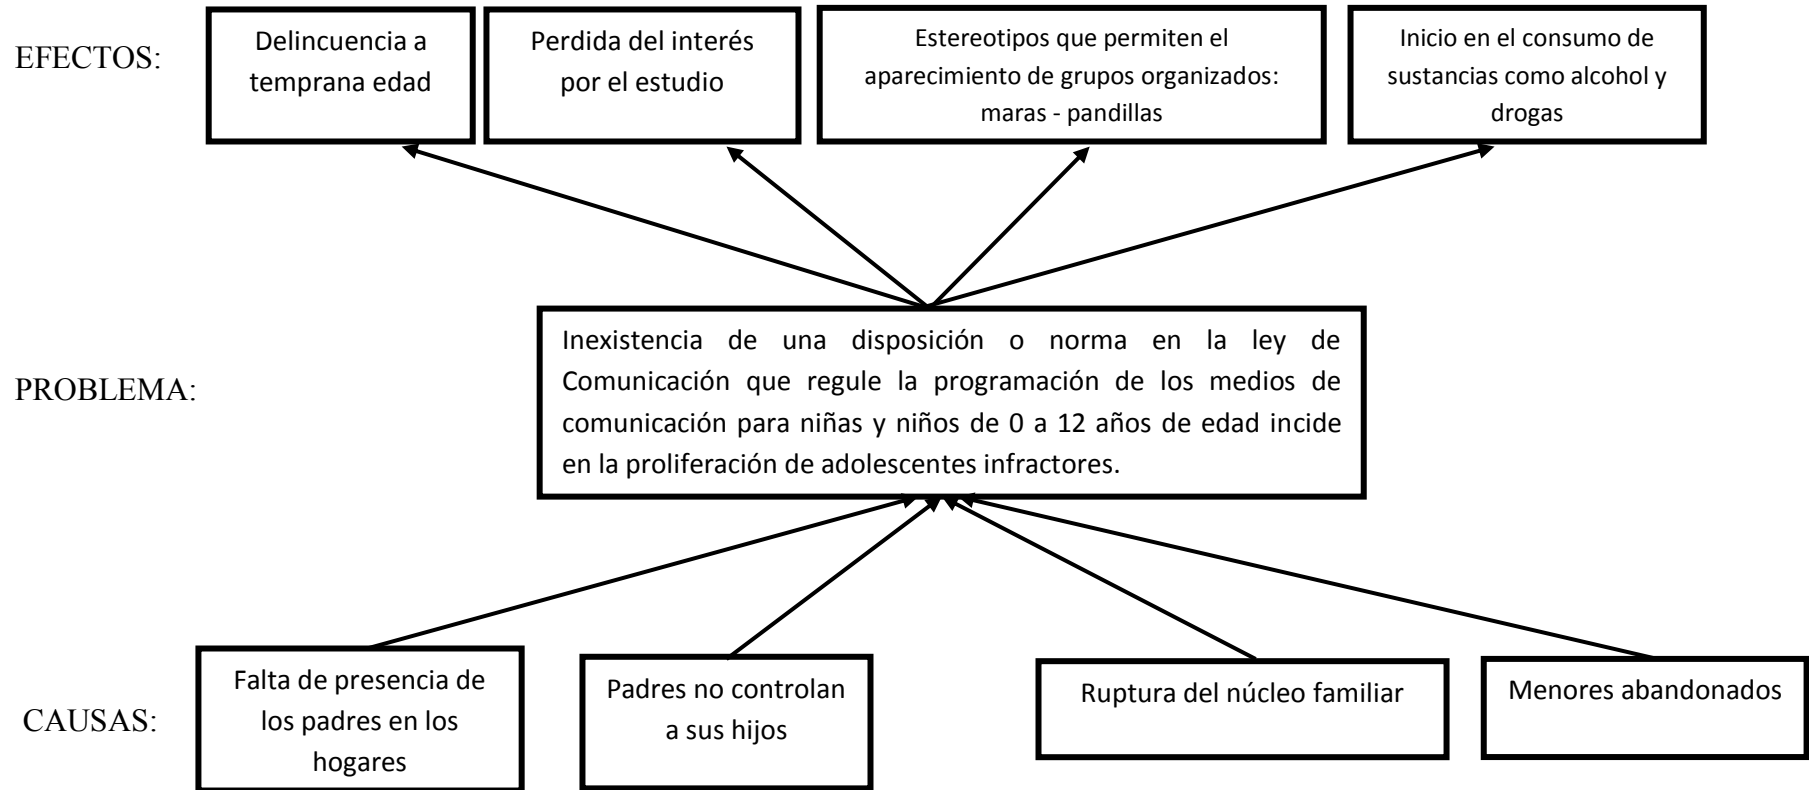 EFECTOS:
Delincuencia a
temprana edad
Perdida del interés
por el estudio
Estereotipos que permiten el
aparecimiento de grupos organizados:
maras - pandillas
Inicio en el consumo de
sustancias como alcohol y
drogas
PROBLEMA:
Inexistencia de una disposición o norma en la ley de
Comunicación que regule la programación de los medios de
comunicación para niñas y niños de 0 a 12 años de edad incide
en la proliferación de adolescentes infractores.
CAUSAS:
Falta de presencia de
los padres en los
hogares
Padres no controlan
a sus hijos
Ruptura del núcleo familiar
Menores abandonados